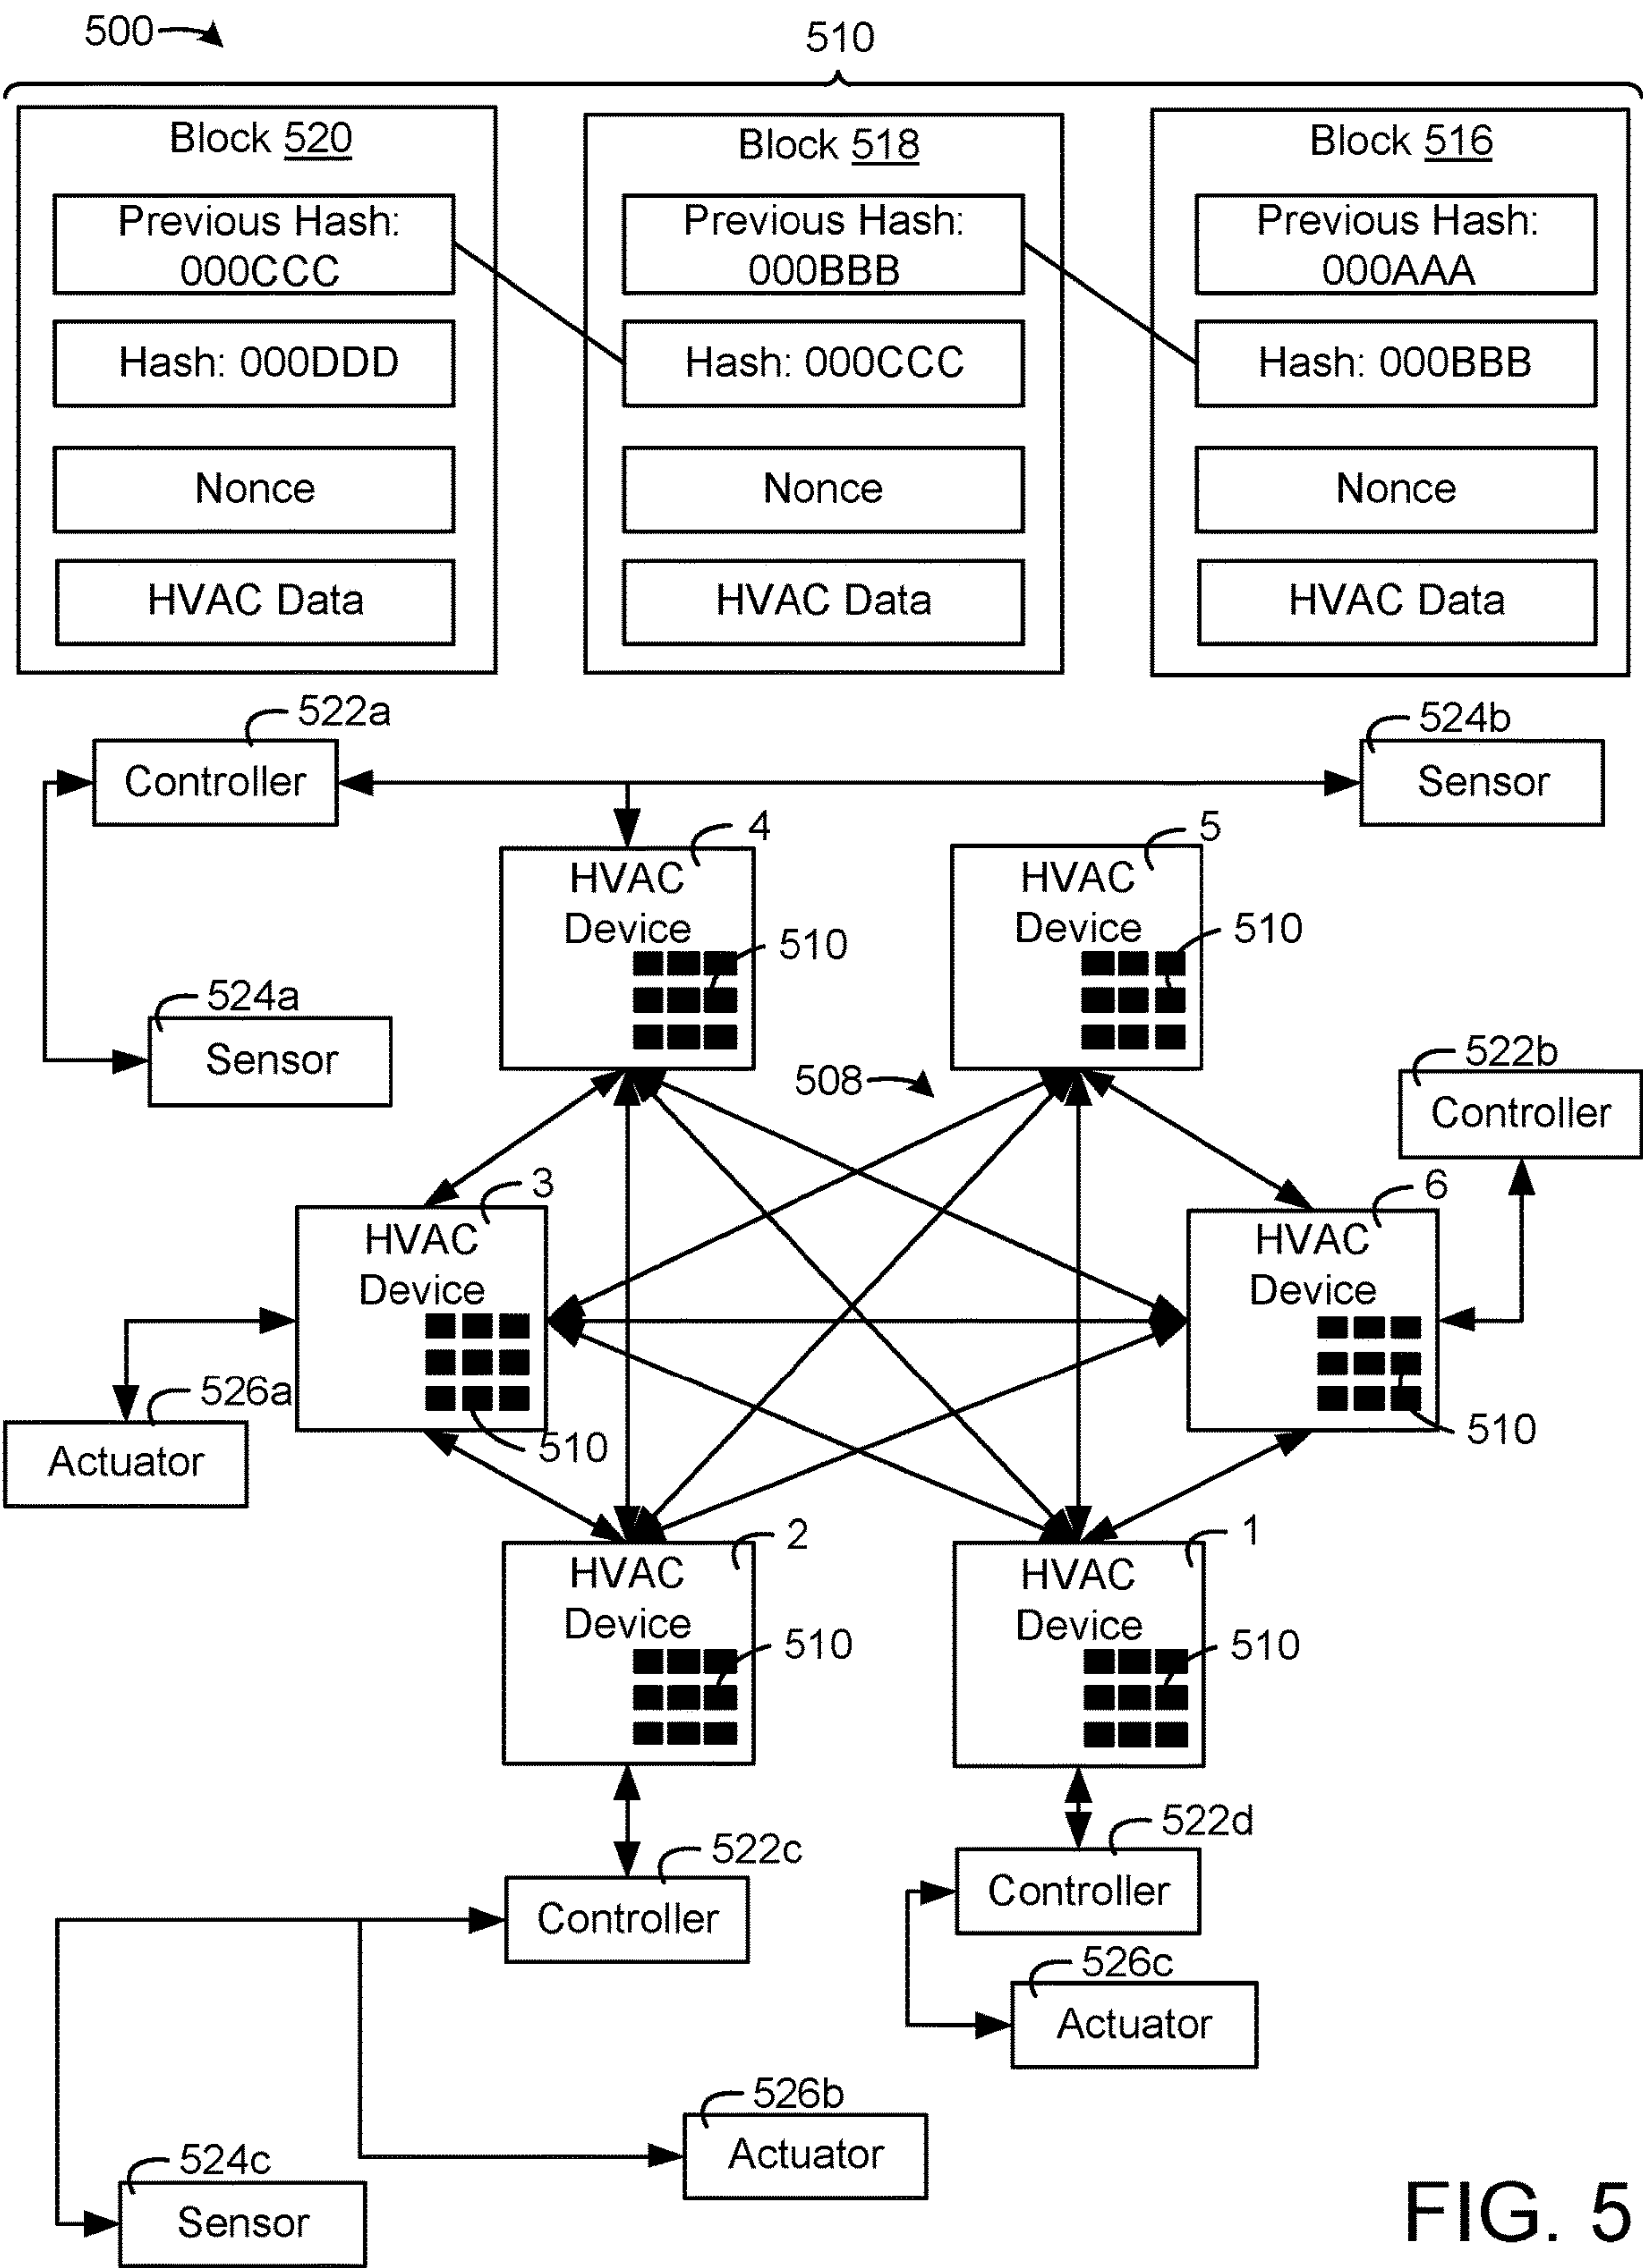 500
510
Block 520
Previous Hash:
000CCC
Hash: 000DDD
Nonce
HVAC Data
Block 518
Previous Hash:
000BBB
Hash: 000CCC
Nonce
HVAC Data
Block 516
Previous Hash:
000AAA
Hash: 000BBB
Nonce
HVAC Data
522a
Controller
524b
Sensor
4
HVAC
Device
510
5
HVAC
Device
510
524a
Sensor
508
522b
Controller
3
HVAC
Device
510
6
HVAC
Device
510
526a
Actuator
2
HVAC
Device
510
1
HVAC
Device
510
522c
Controller
522d
Controller
526c
Actuator
526b
Actuator
524c
Sensor
FIG. 5